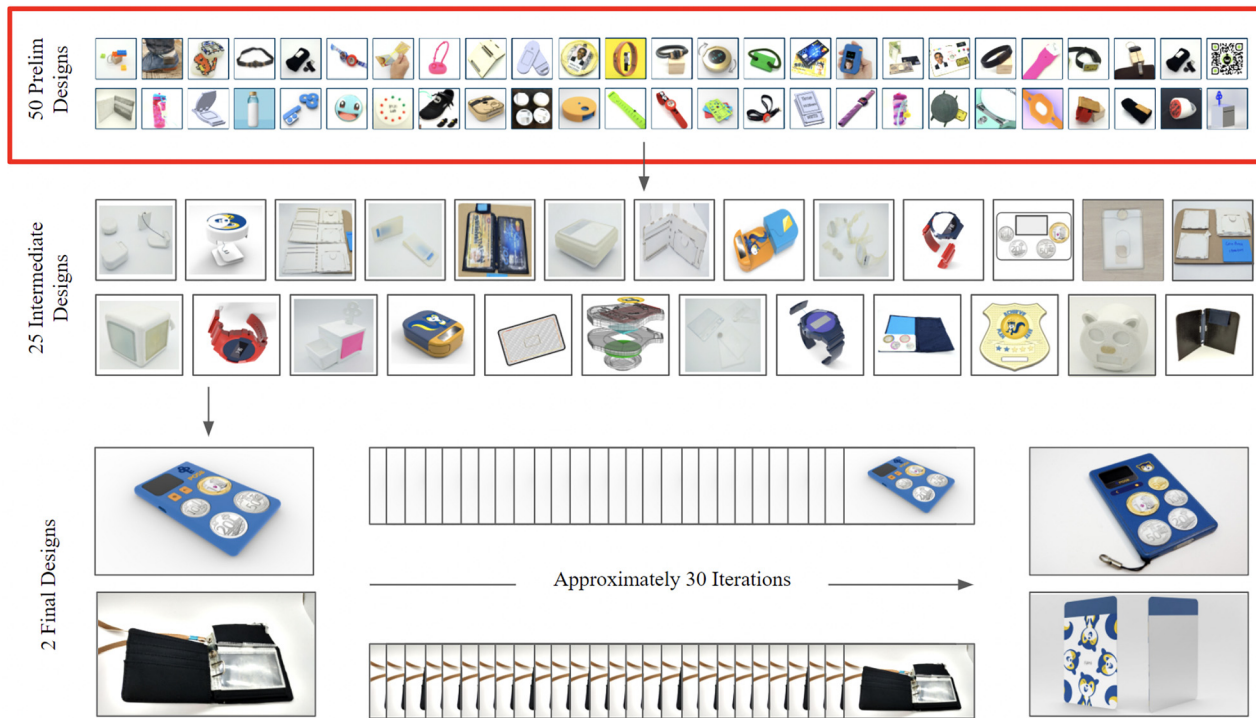 50 Prelim
Designs
25 Intermediate
Designs
2 Final Designs
Approximately 30 Iterations